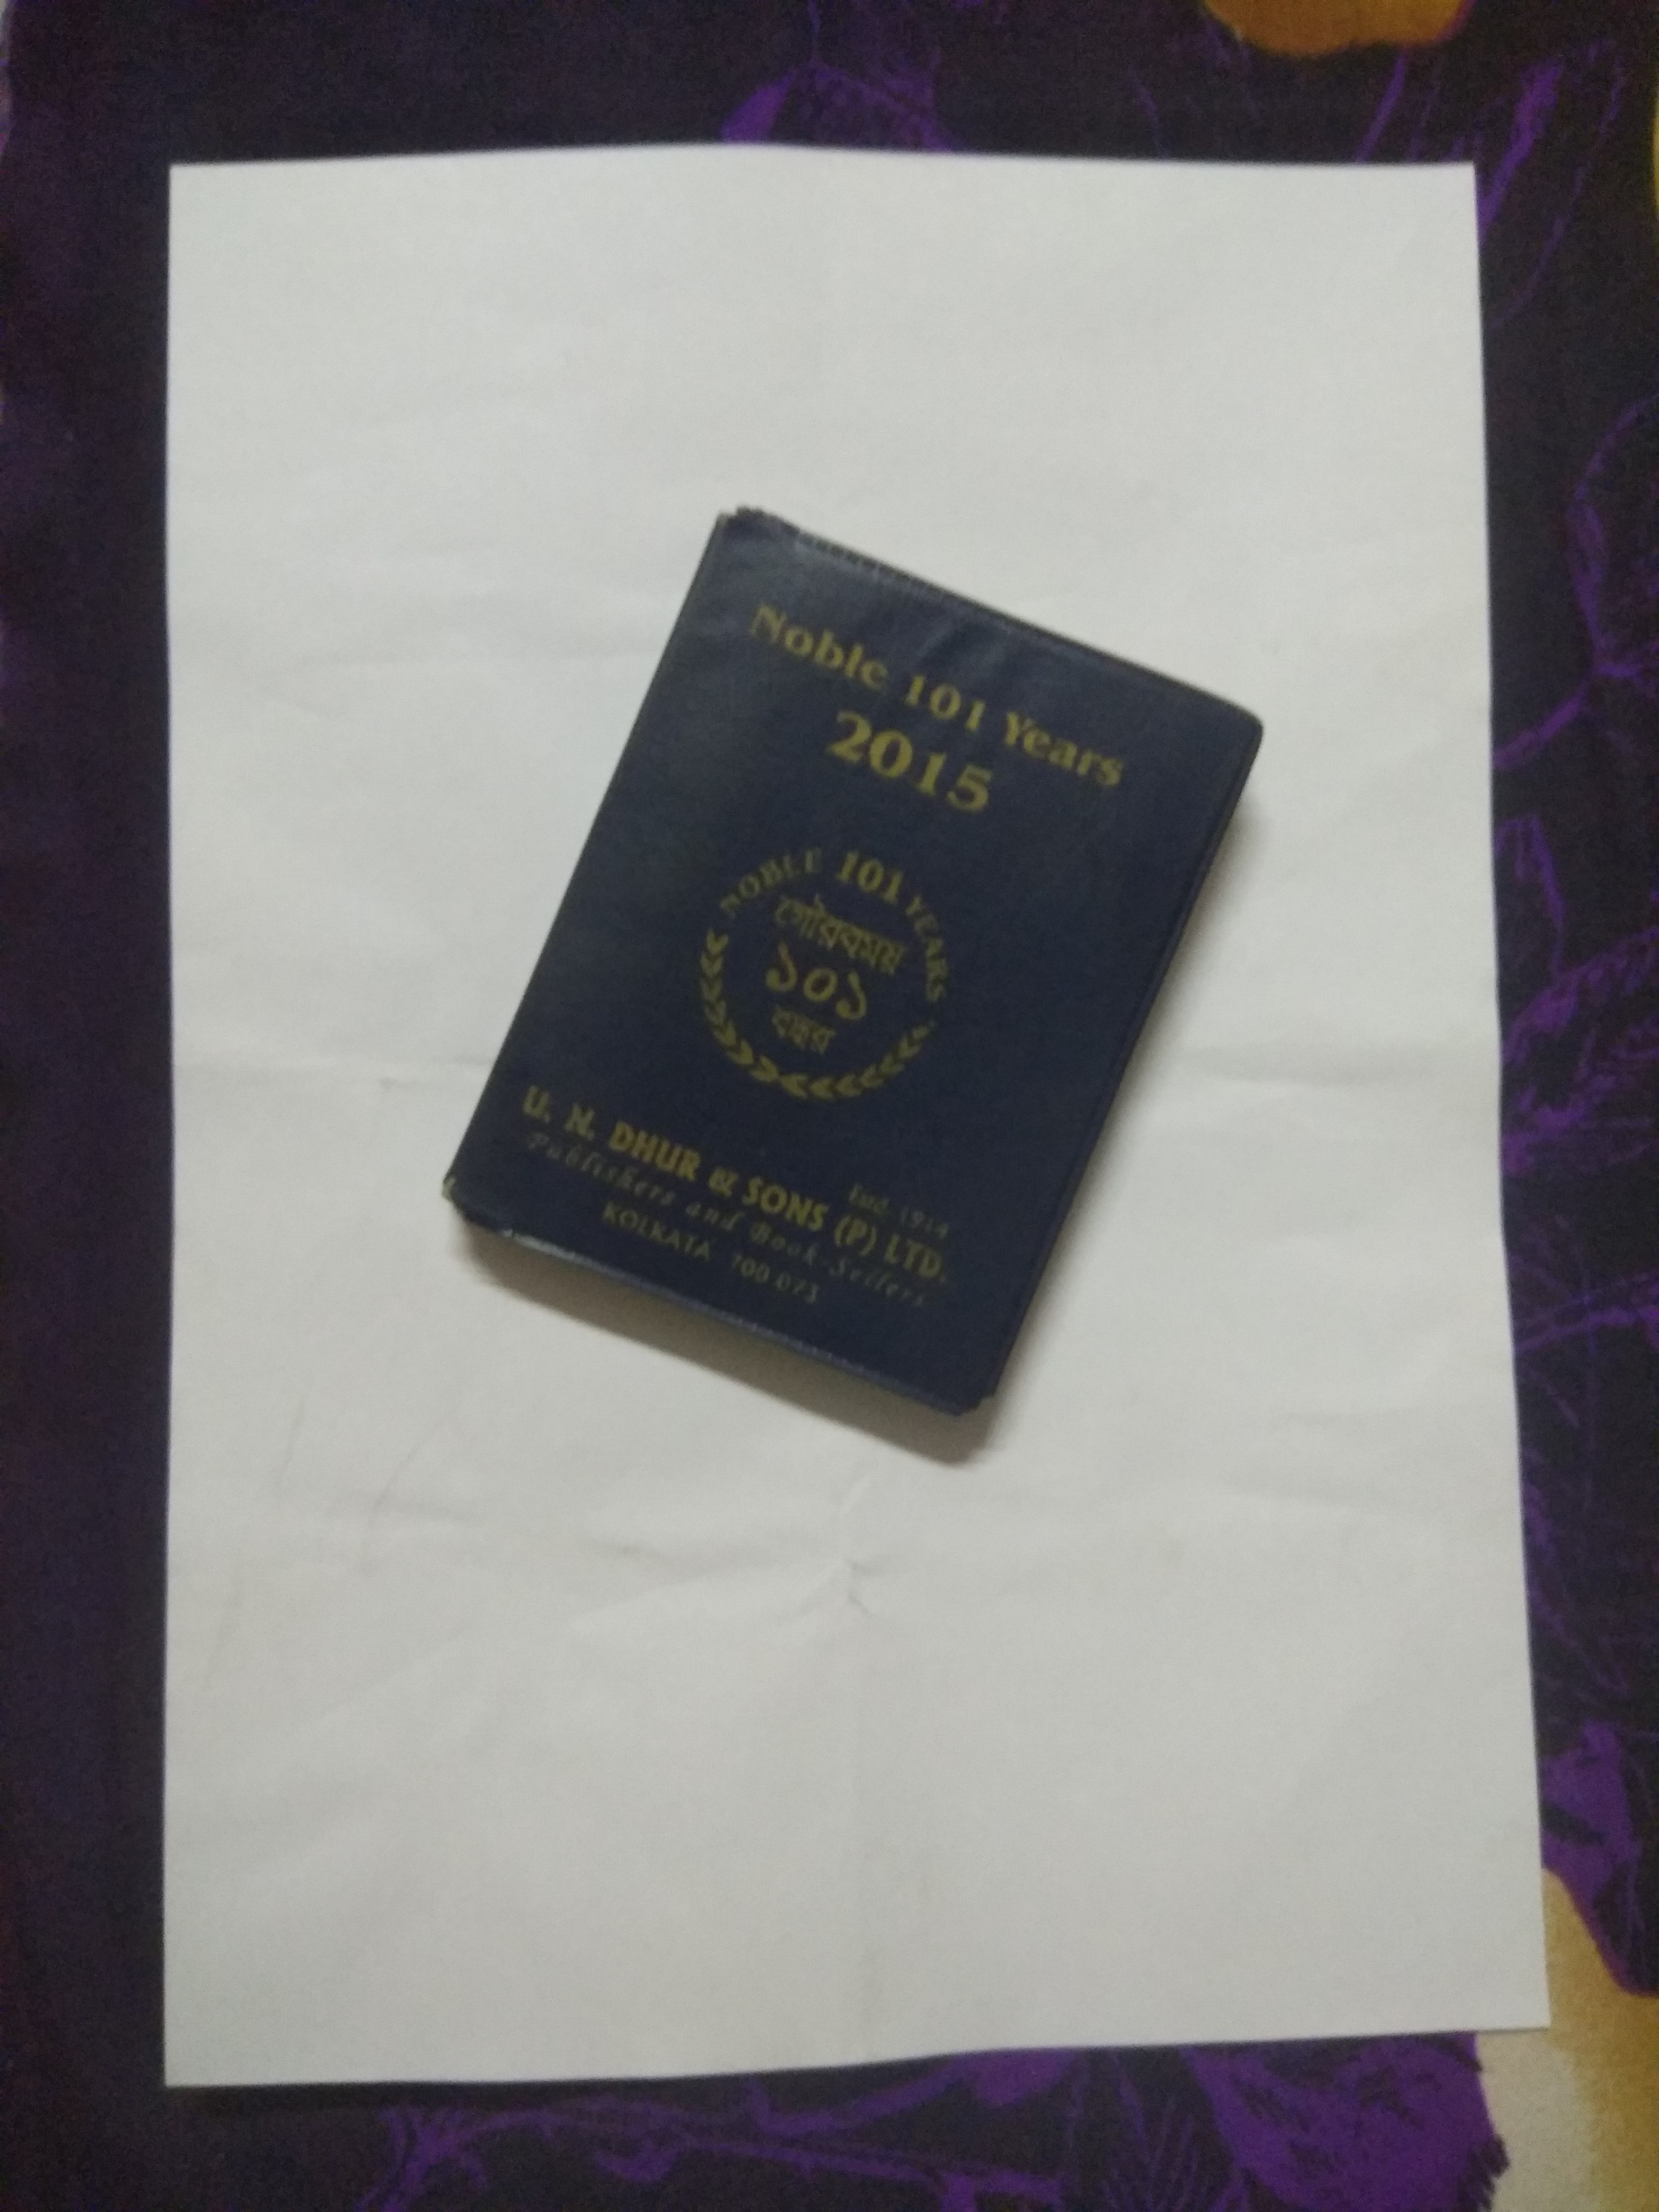 Noble 101 Years
2015
NOBLE 101 YEARS
গৌরবময়
১০১
বছর
Estd. 1914
U. N. DHUR & SONS (P) LTD.
Publishers and Book-Sellers
KOLKATA 700 073